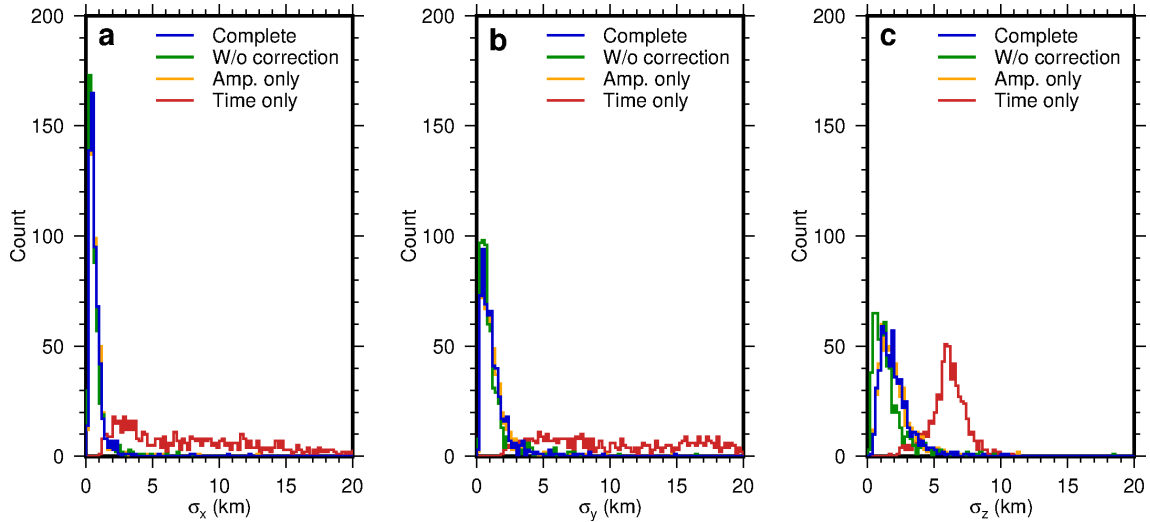 a
Complete
W/o correction
Amp. only
Time only
200
150
100
50
0
Count
0 5 10 15 20
σx (km)
b
Complete
W/o correction
Amp. only
Time only
200
150
100
50
0
Count
0 5 10 15 20
σy (km)
c
Complete
W/o correction
Amp. only
Time only
200
150
100
50
0
Count
0 5 10 15 20
σz (km)